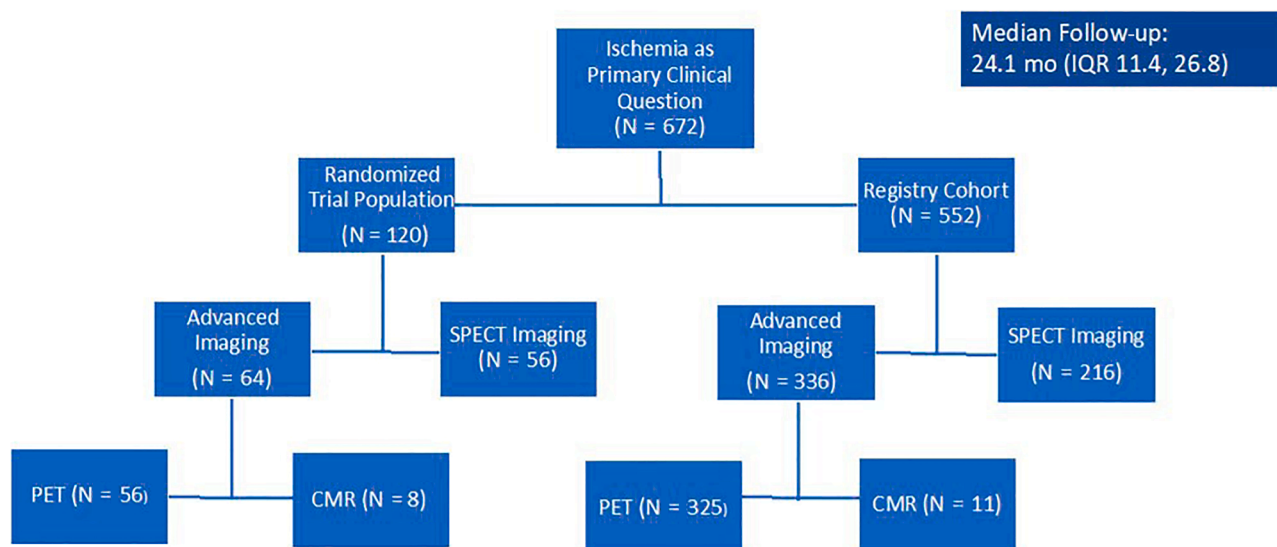 Median Follow-up:
24.1 mo (IQR 11.4, 26.8)
Ischemia as
Primary Clinical
Question
(N = 672)
Randomized
Trial Population
(N = 120)
Registry Cohort
(N = 552)
Advanced
Imaging
(N = 64)
SPECT Imaging
(N = 56)
Advanced
Imaging
(N = 336)
SPECT Imaging
(N = 216)
PET (N = 56)
CMR (N = 8)
PET (N = 325)
CMR (N = 11)